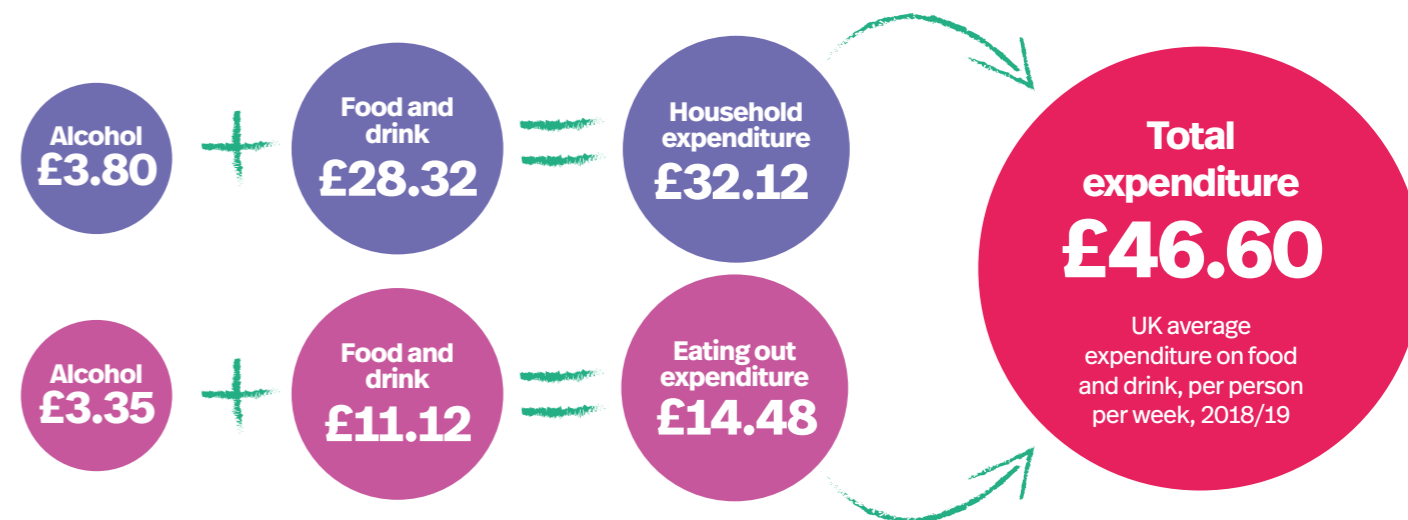 Alcohol
£3.80
Food and
drink
£28.32
Household
expenditure
£32.12
Alcohol
£3.35
Food and
drink
£11.12
Eating out
expenditure
£14.48
Total
expenditure
£46.60
UK average
expenditure on food
and drink, per person
per week, 2018/19